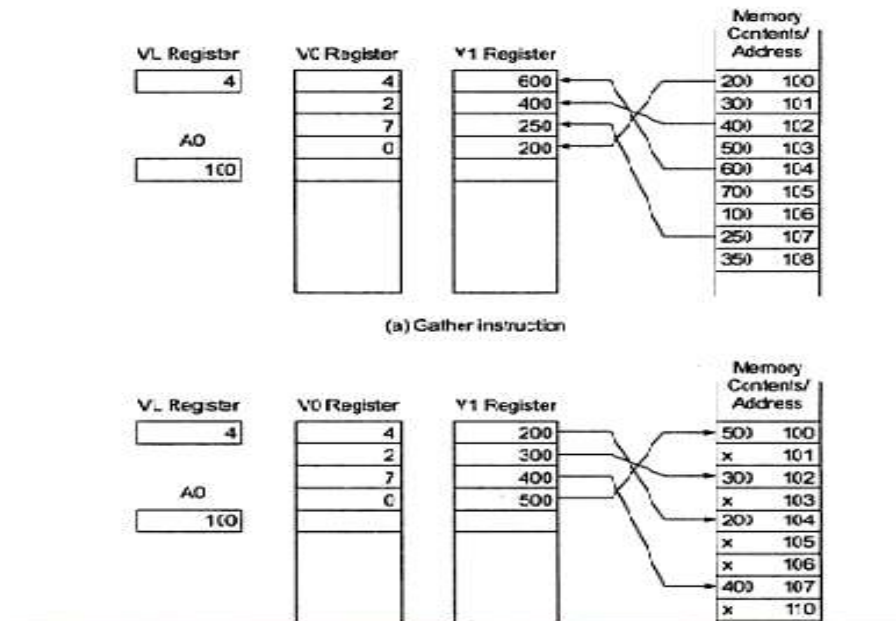 Memory
Contents/
VL Register V0 Register V1 Register Address
4 4 600 200 100
2 400 300 101
7 250 400 102
A0 0 200 500 103
100 600 104
700 105
100 106
250 107
350 108
(a) Gather instruction
Memory
Contents/
VL Register V0 Register V1 Register Address
4 4 200 500 100
2 300 x 101
7 400 300 102
A0 0 500 x 103
100 200 104
x 105
x 106
400 107
x 110